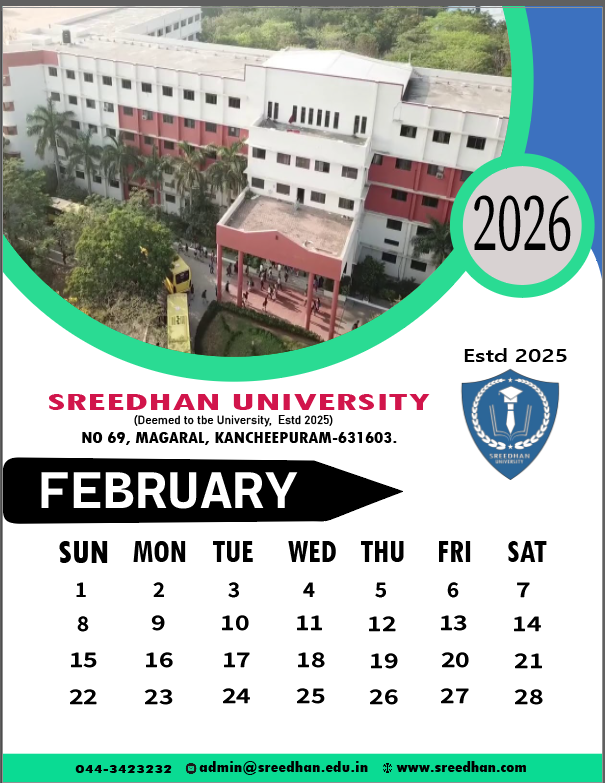 2026
Estd 2025
SREEDHAN UNIVERSITY
(Deemed to the University, Estd 2025)
NO 69, MAGARAL, KANCHEEPURAM-631603.
SREEDHAN
UNIVERSITY
FEBRUARY
SUN MON TUE WED THU FRI SAT
1 2 3 4 5 6 7
8 9 10 11 12 13 14
15 16 17 18 19 20 21
22 23 24 25 26 27 28
044-3423232 admin@sreedhan.edu.in www.sreedhan.com